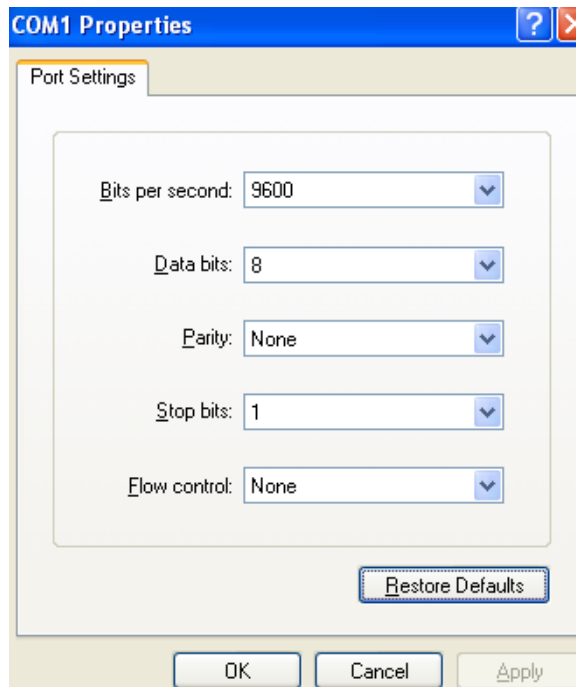 COM1 Properties
Port Settings
Bits per second: 9600
Data bits: 8
Parity: None
Stop bits: 1
Flow control: None
Restore Defaults
OK Cancel Apply